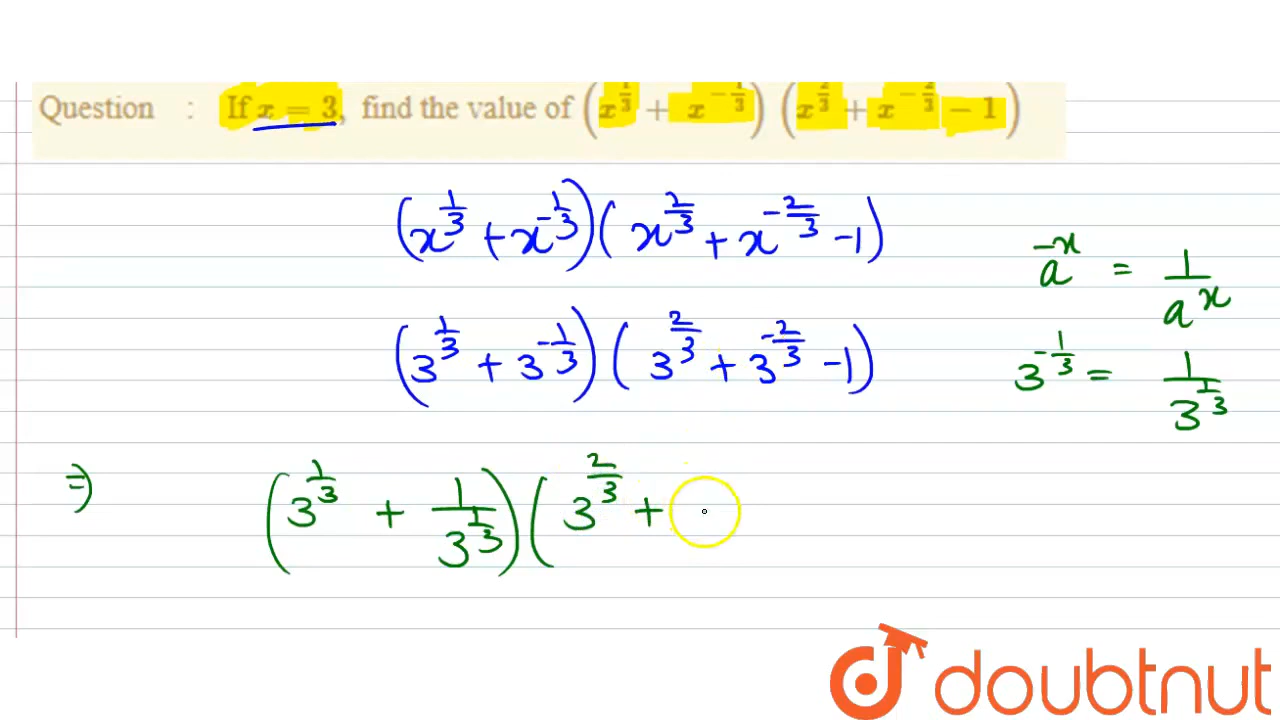 Question : If x = 3, find the value of (x^{1/3} + x^{-1/3}) (x^{2/3} + x^{-2/3} - 1)
(x^{1/3} + x^{-1/3}) (x^{2/3} + x^{-2/3} - 1)
a^{-x} = 1/a^{x}
(3^{1/3} + 3^{-1/3}) (3^{2/3} + 3^{-2/3} - 1)
3^{-1/3} = 1/3^{1/3}
⇒ (3^{1/3} + 1/3^{1/3}) (3^{2/3} +
doubtnut